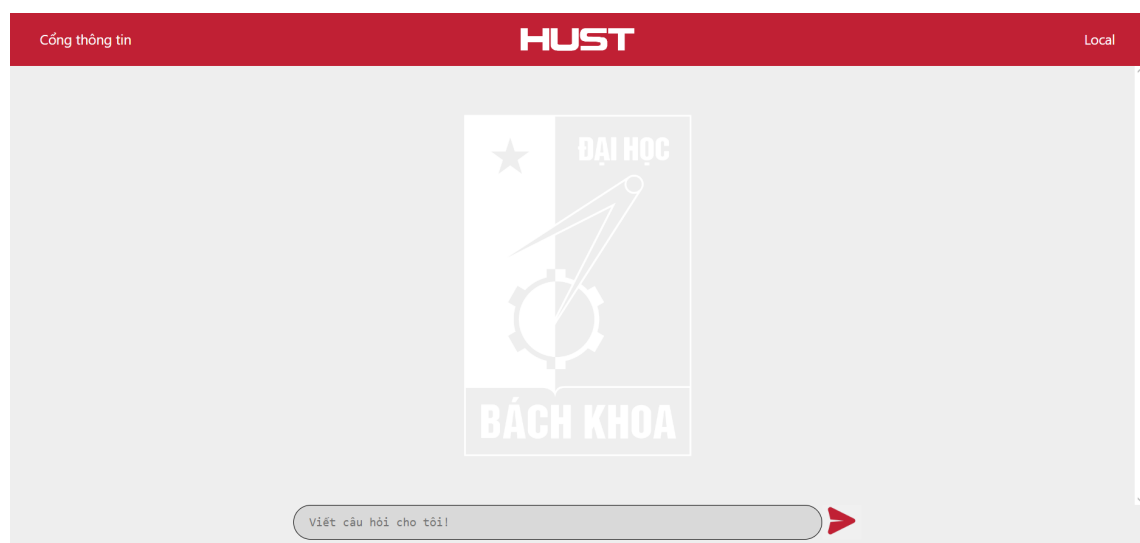 Cổng thông tin
HUST
Local
ĐẠI HỌC
BÁCH KHOA
Viết câu hỏi cho tôi!